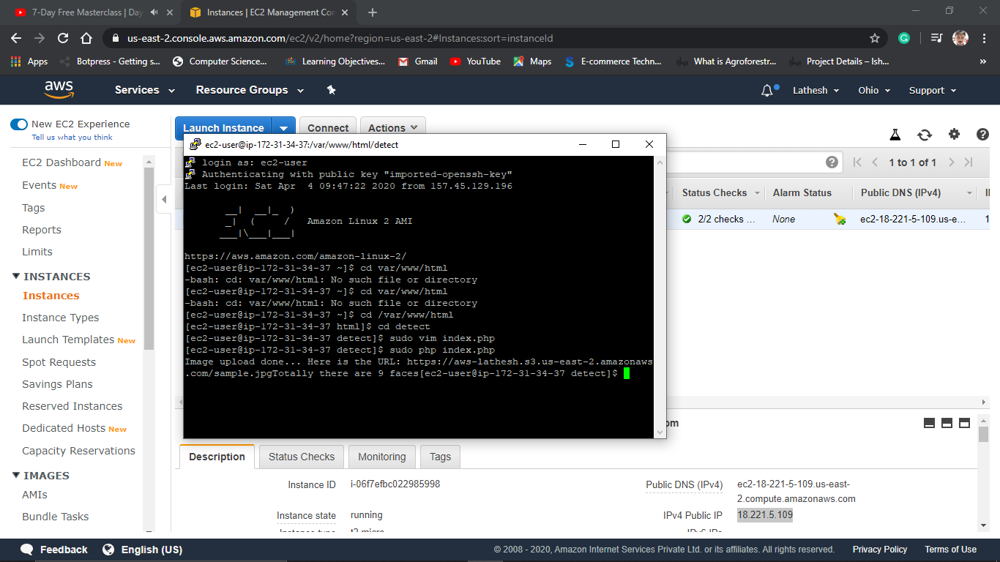 7-Day Free Masterclass | Day
Instances | EC2 Management Con
us-east-2.console.aws.amazon.com/ec2/v2/home?region=us-east-2#Instances:sort=instanceId
Apps Botpress - Getting s... Computer Science... Learning Objectives... Gmail YouTube Maps E-commerce Techn... What is Agroforestr... Project Details – Ish... »
aws Services Resource Groups Lathesh Ohio Support
New EC2 Experience
Tell us what you think
Launch Instance Connect Actions
EC2 Dashboard New
Events New
Tags
Reports
Limits
INSTANCES
Instances
Instance Types
Launch Templates New
Spot Requests
Savings Plans
Reserved Instances
Dedicated Hosts New
Capacity Reservations
IMAGES
AMIs
Bundle Tasks
1 to 1 of 1
Status Checks Alarm Status Public DNS (IPv4)
2/2 checks ... None ec2-18-221-5-109.us-e...
ec2-user@ip-172-31-34-37:/var/www/html/detect
login as: ec2-user
Authenticating with public key "imported-openssh-key"
Last login: Sat Apr  4 09:47:22 2020 from 157.45.129.196
       __|  __|_  )
       _|  (     /   Amazon Linux 2 AMI
      ___|\___|___|
https://aws.amazon.com/amazon-linux-2/
[ec2-user@ip-172-31-34-37 ~]$ cd var/www/html
-bash: cd: var/www/html: No such file or directory
[ec2-user@ip-172-31-34-37 ~]$ cd var/www/html
-bash: cd: var/www/html: No such file or directory
[ec2-user@ip-172-31-34-37 ~]$ cd /var/www/html
[ec2-user@ip-172-31-34-37 html]$ cd detect
[ec2-user@ip-172-31-34-37 detect]$ sudo vim index.php
[ec2-user@ip-172-31-34-37 detect]$ sudo php index.php
Image upload done... Here is the URL: https://aws-lathesh.s3.us-east-2.amazonaws
.com/sample.jpgTotally there are 9 faces[ec2-user@ip-172-31-34-37 detect]$
om
Description Status Checks Monitoring Tags
Instance ID i-06f7efbc022985998
Instance state running
Public DNS (IPv4) ec2-18-221-5-109.us-east-
2.compute.amazonaws.com
IPv4 Public IP 18.221.5.109
Feedback English (US) © 2008 - 2020, Amazon Internet Services Private Ltd. or its affiliates. All rights reserved. Privacy Policy Terms of Use